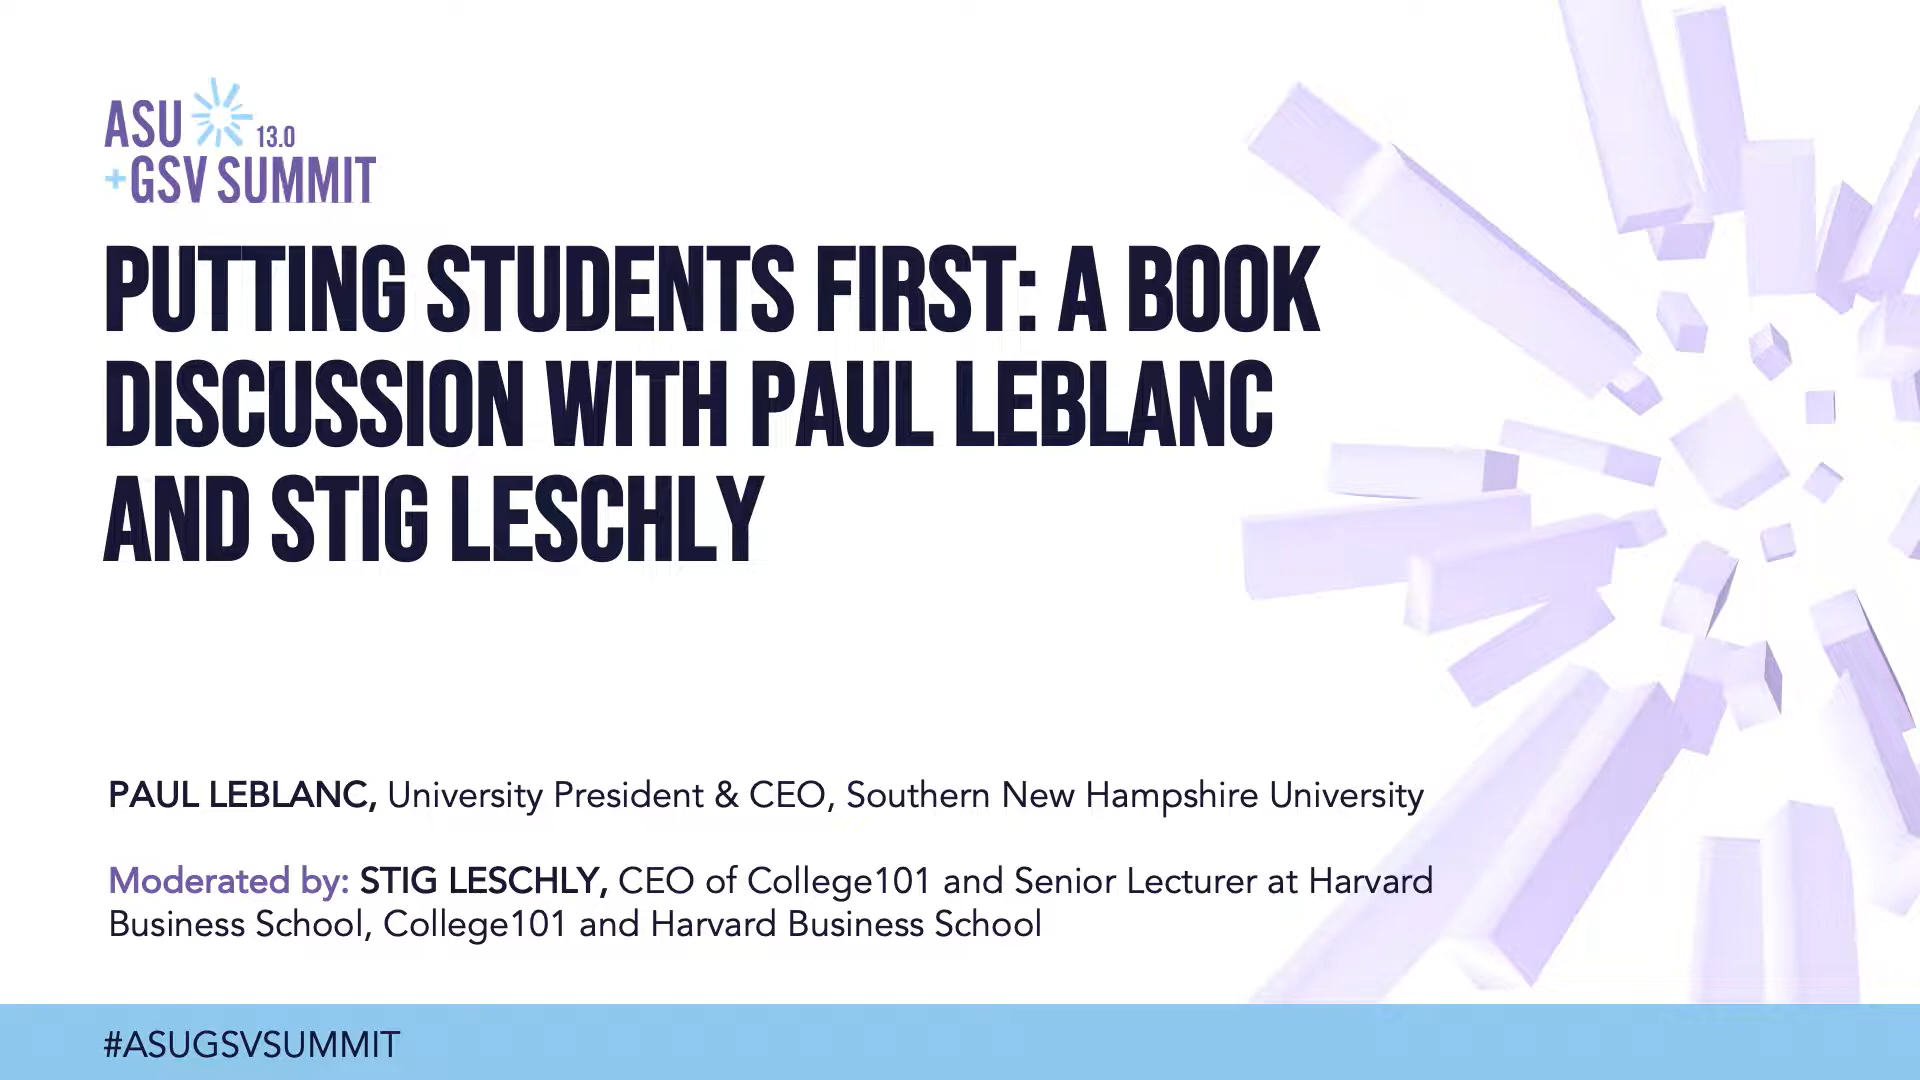 ASU 13.0
+GSV SUMMIT
PUTTING STUDENTS FIRST: A BOOK
DISCUSSION WITH PAUL LEBLANC
AND STIG LESCHLY
PAUL LEBLANC, University President & CEO, Southern New Hampshire University
Moderated by: STIG LESCHLY, CEO of College101 and Senior Lecturer at Harvard
Business School, College101 and Harvard Business School
#ASUGSVSUMMIT